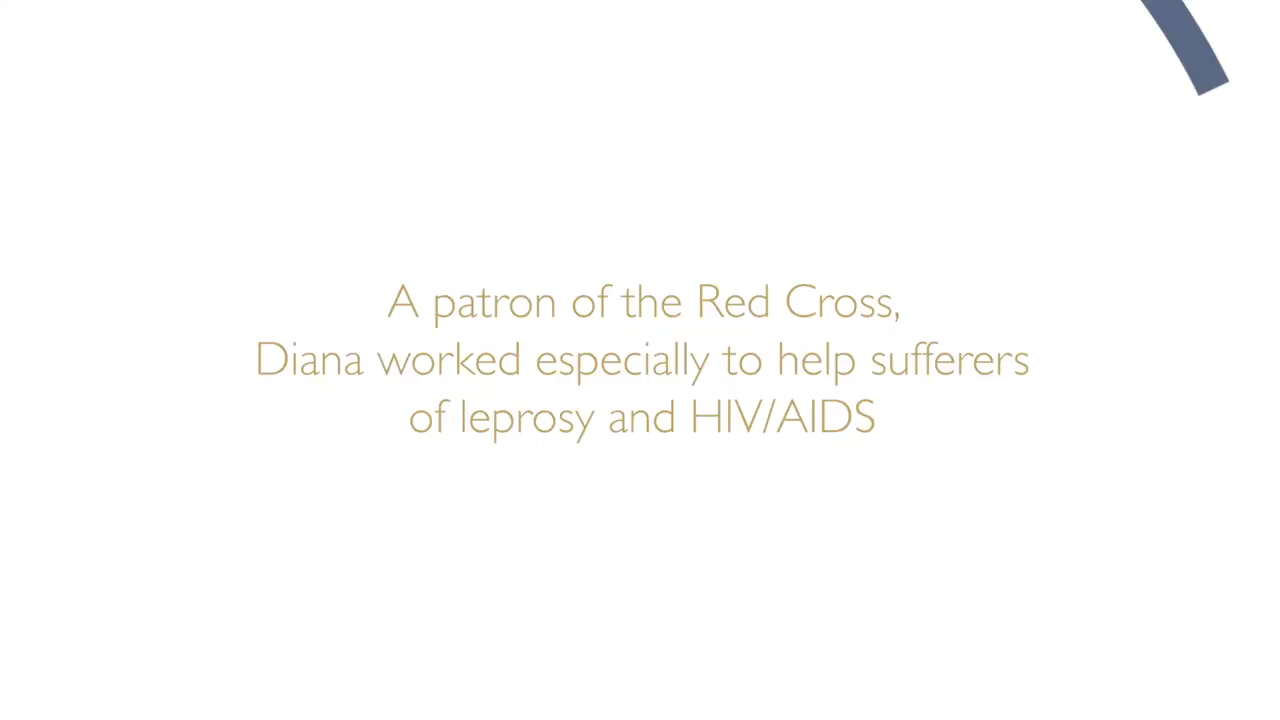 A patron of the Red Cross,
Diana worked especially to help sufferers
of leprosy and HIV/AIDS